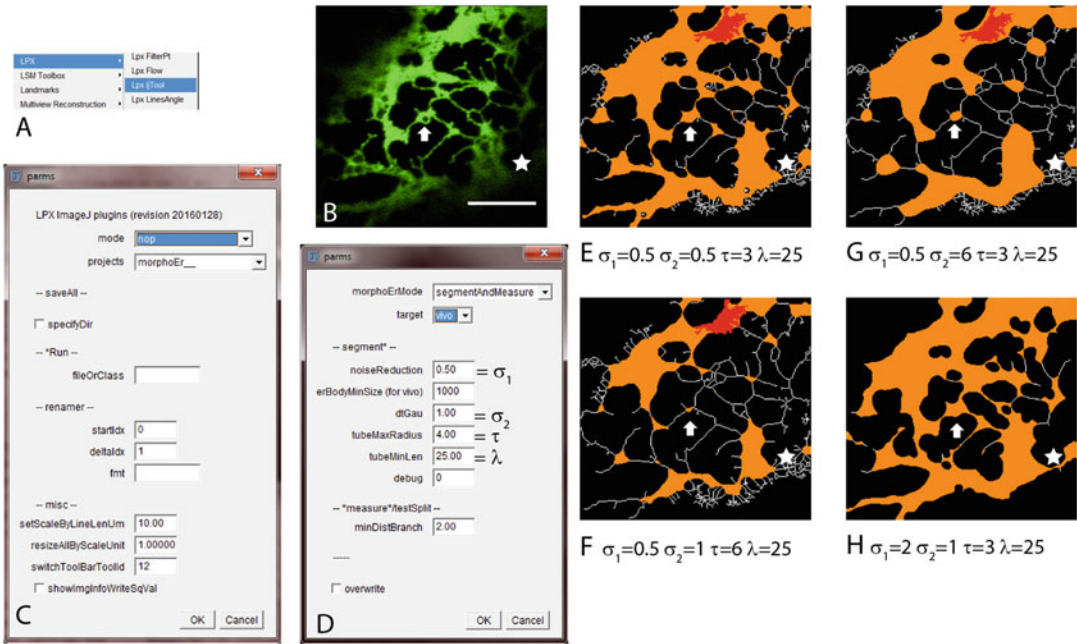 LPX
LSM Toolbox
Landmarks
Multiview Reconstruction
Lpx FilterPt
Lpx Flow
Lpx IjTool
Lpx LinesAngle
A
B
parms
LPX ImageJ plugins (revision 20160128)
mode nop
projects morphoEr__
-- saveAll --
specifyDir
-- *Run --
fileOrClass
-- renamer --
startIdx 0
deltaIdx 1
fmt
-- misc --
setScaleByLineLenUm 10.00
resizeAllByScaleUnit 1.00000
switchToolBarToolId 12
showImgInfoWriteSqVal
OK Cancel
C
parms
morphoErMode segmentAndMeasure
target vivo
-- segment* --
noiseReduction 0.50 = σ₁
erBodyMinSize (for vivo) 1000
dtGau 1.00 = σ₂
tubeMaxRadius 4.00 = τ
tubeMinLen 25.00 = λ
debug 0
-- *measure*/testSplit --
minDistBranch 2.00
-----
overwrite
OK Cancel
D
E σ₁=0.5 σ₂=0.5 τ=3 λ=25
G σ₁=0.5 σ₂=6 τ=3 λ=25
F σ₁=0.5 σ₂=1 τ=6 λ=25
H σ₁=2 σ₂=1 τ=3 λ=25